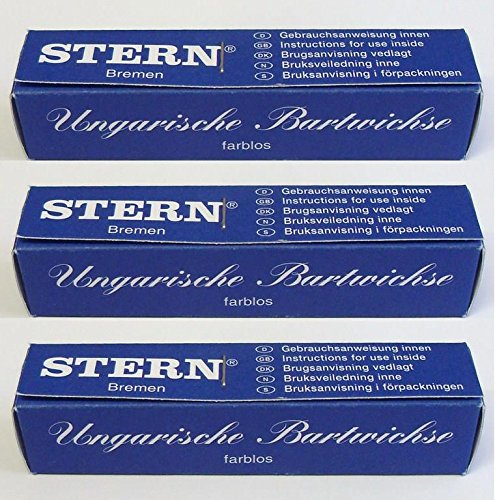 STERN®
Bremen
D Gebrauchsanweisung innen
GB Instructions for use inside
DK Brugsanvisning vedlagt
N Bruksveiledning inne
S Bruksanvisning i förpackningen
Ungarische Bartwichse
farblos
STERN®
Bremen
D Gebrauchsanweisung innen
GB Instructions for use inside
DK Brugsanvisning vedlagt
N Bruksveiledning inne
S Bruksanvisning i förpackningen
Ungarische Bartwichse
farblos
STERN®
Bremen
D Gebrauchsanweisung innen
GB Instructions for use inside
DK Brugsanvisning vedlagt
N Bruksveiledning inne
S Bruksanvisning i förpackningen
Ungarische Bartwichse
farblos